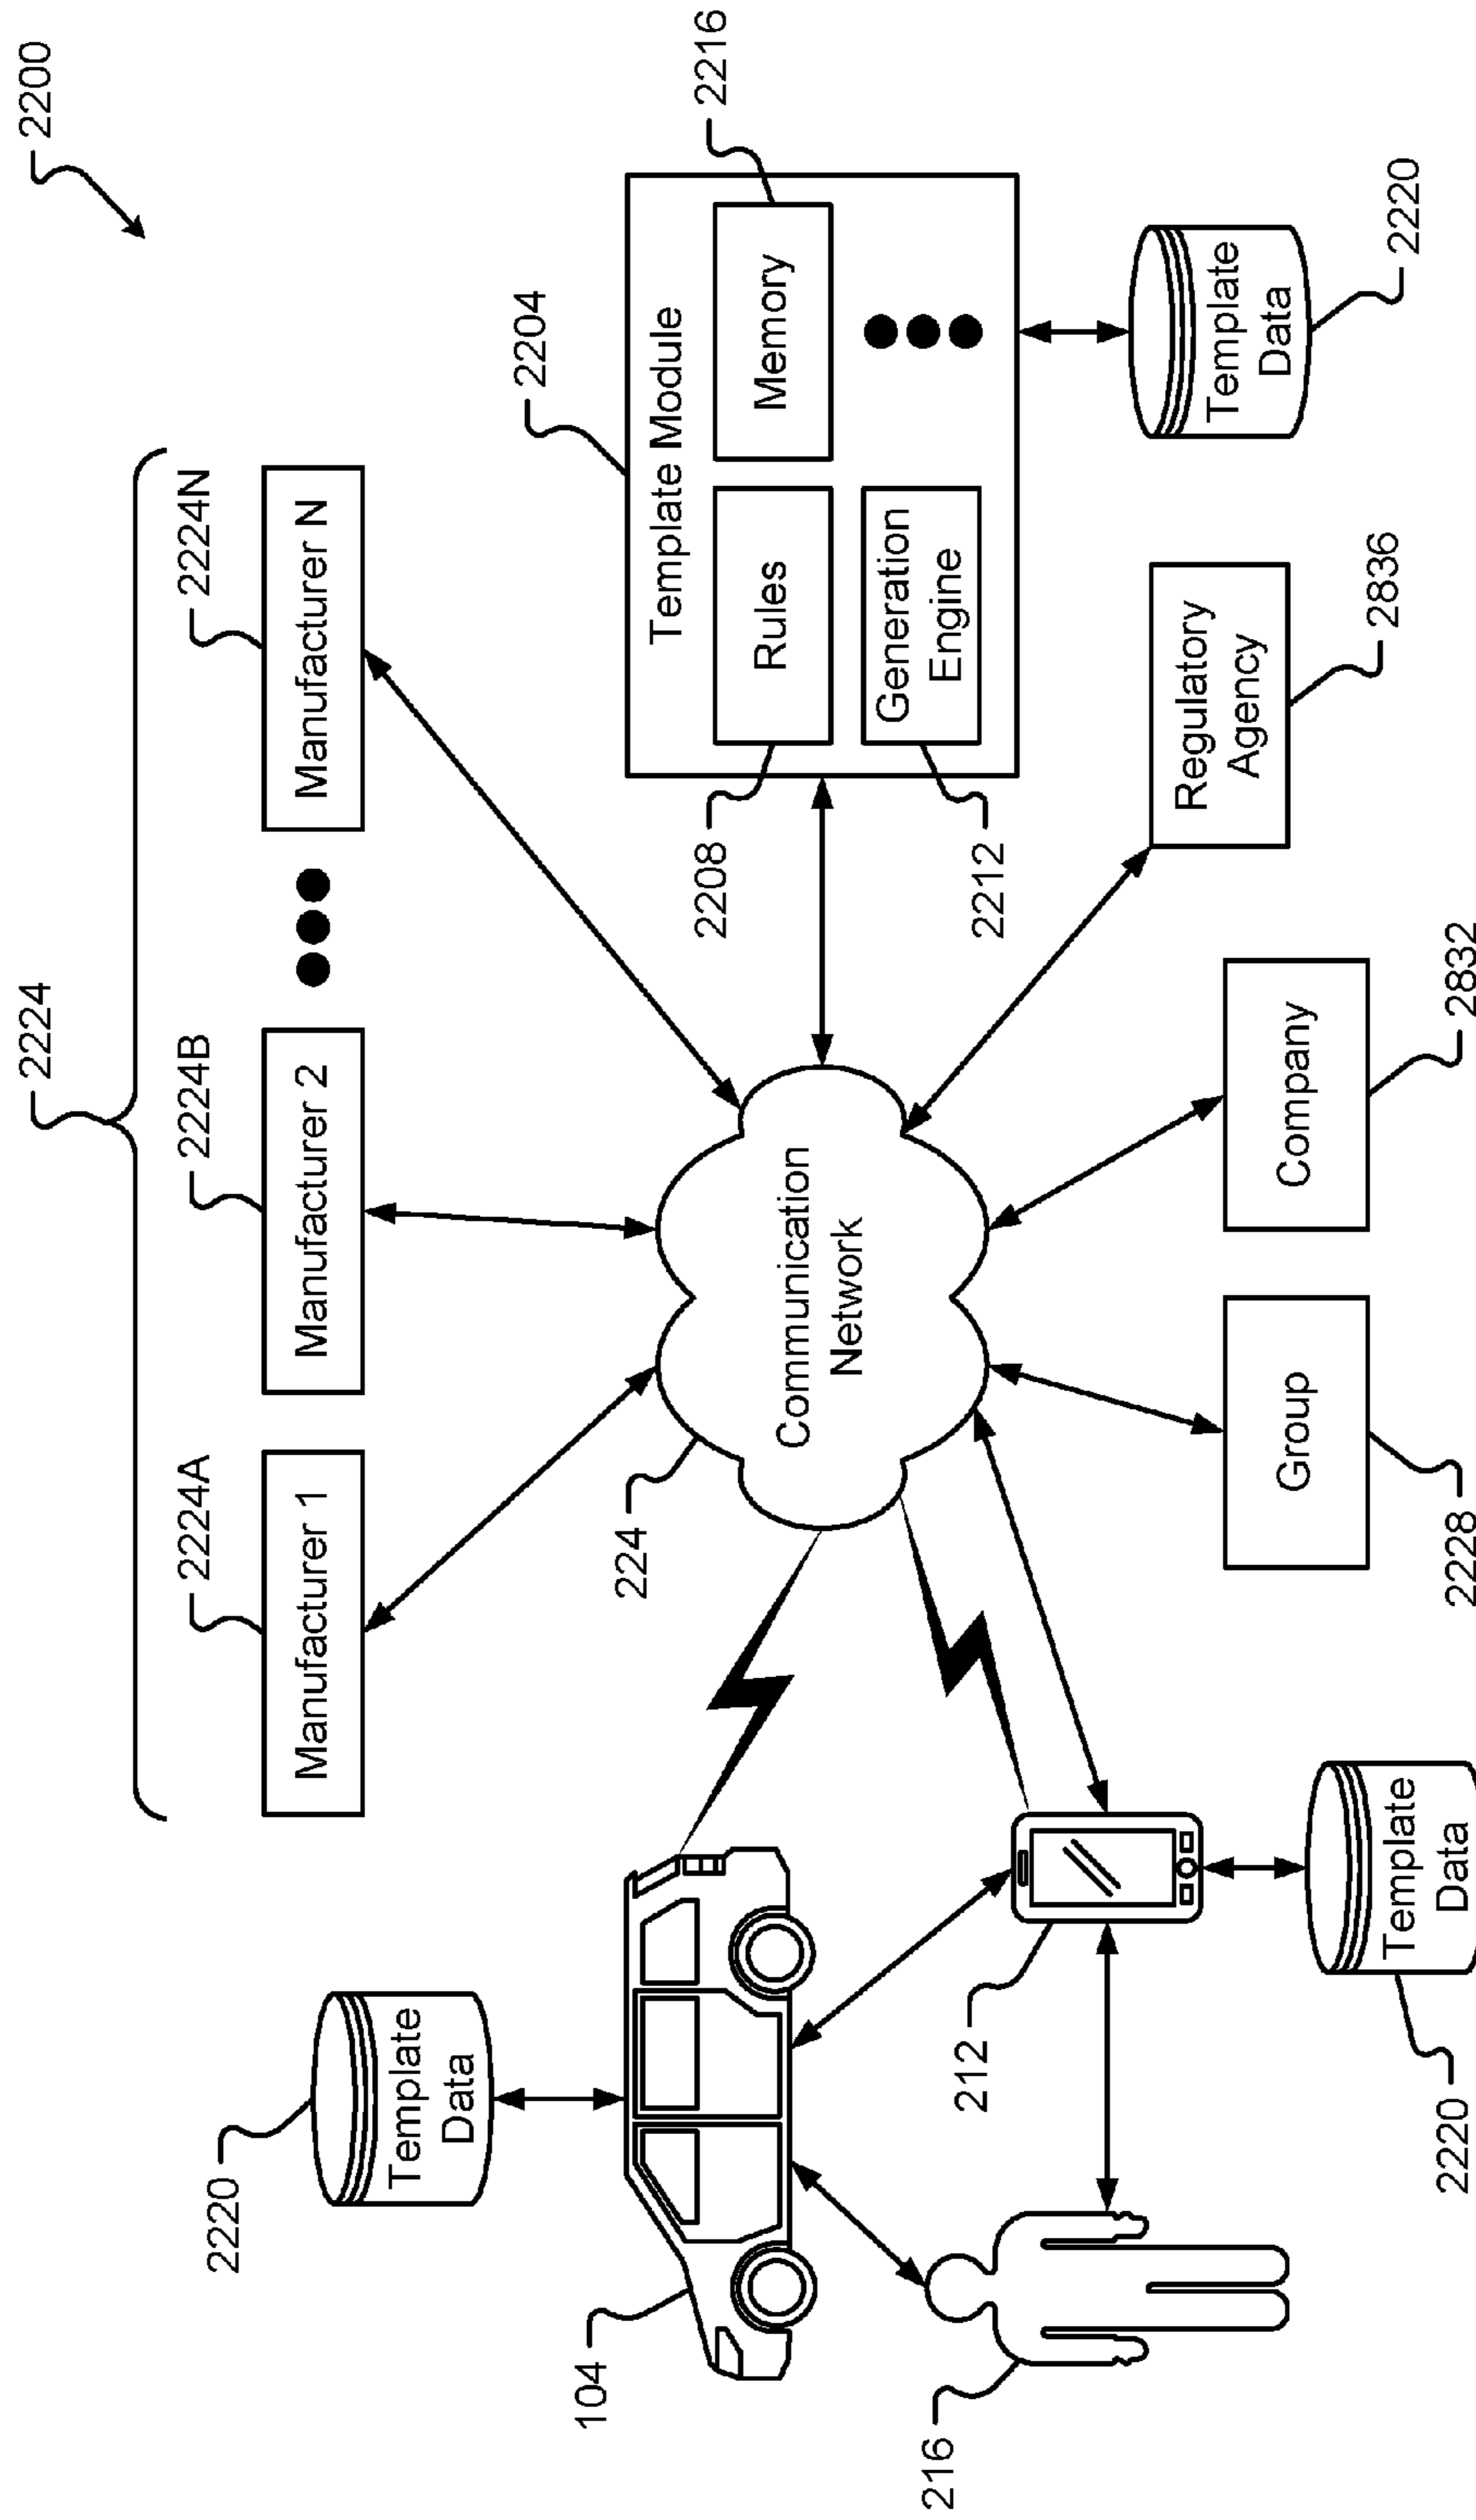 2200
2224
2224A
2224B
2224N
Manufacturer 1
Manufacturer 2
Manufacturer N
2220
Template
Data
104
224
2204
Template Module
2208
Rules
2216
Memory
2212
Generation
Engine
Communication
Network
216
212
Template
Data
2220
Regulatory
Agency
2836
Group
2228
Company
2832
Template
Data
2220